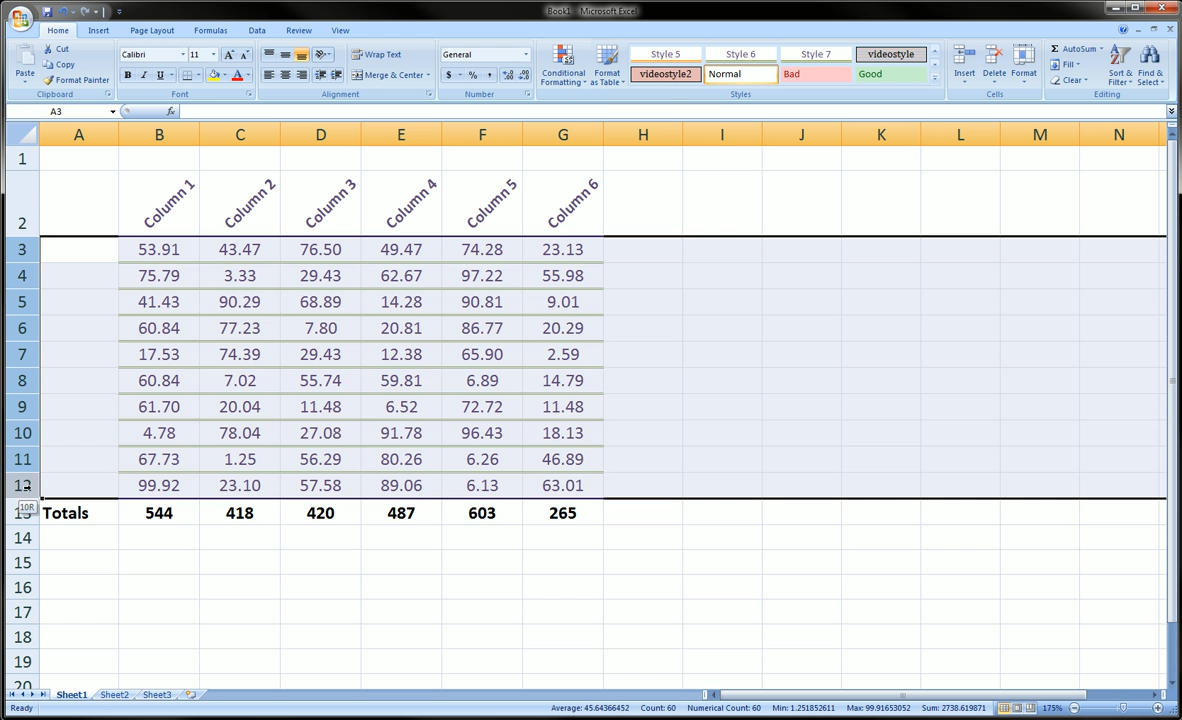 Book1 - Microsoft Excel
Home Insert Page Layout Formulas Data Review View
Cut
Copy
Format Painter
Paste
Clipboard
Calibri 11
B I U
Font
Wrap Text
Merge & Center
Alignment
General
$ % ,
Number
Conditional Formatting
Format as Table
Style 5 Style 6 Style 7 videostyle
videostyle2 Normal Bad Good
Styles
Insert Delete Format
Cells
AutoSum
Fill
Clear
Sort & Filter
Find & Select
Editing
A3 fx
A B C D E F G H I J K L M N
1
2 Column 1 Column 2 Column 3 Column 4 Column 5 Column 6
3 53.91 43.47 76.50 49.47 74.28 23.13
4 75.79 3.33 29.43 62.67 97.22 55.98
5 41.43 90.29 68.89 14.28 90.81 9.01
6 60.84 77.23 7.80 20.81 86.77 20.29
7 17.53 74.39 29.43 12.38 65.90 2.59
8 60.84 7.02 55.74 59.81 6.89 14.79
9 61.70 20.04 11.48 6.52 72.72 11.48
10 4.78 78.04 27.08 91.78 96.43 18.13
11 67.73 1.25 56.29 80.26 6.26 46.89
12 99.92 23.10 57.58 89.06 6.13 63.01
10R
13 Totals 544 418 420 487 603 265
14
15
16
17
18
19
20
Sheet1 Sheet2 Sheet3
Ready Average: 45.64366452 Count: 60 Numerical Count: 60 Min: 1.251852611 Max: 99.91653052 Sum: 2738.619871 175%